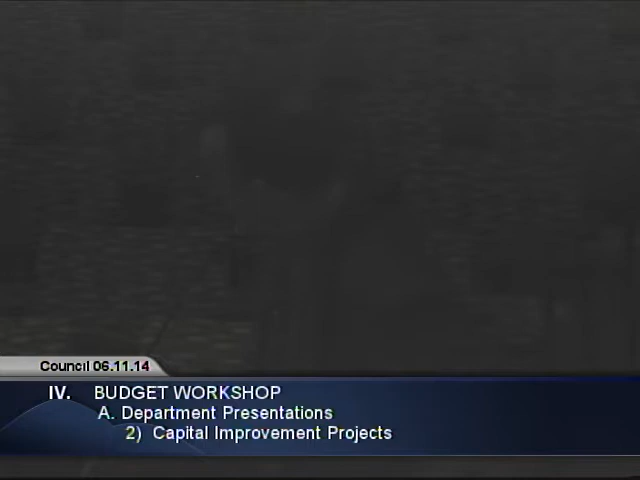 Council 06.11.14
IV. BUDGET WORKSHOP
A. Department Presentations
2) Capital Improvement Projects